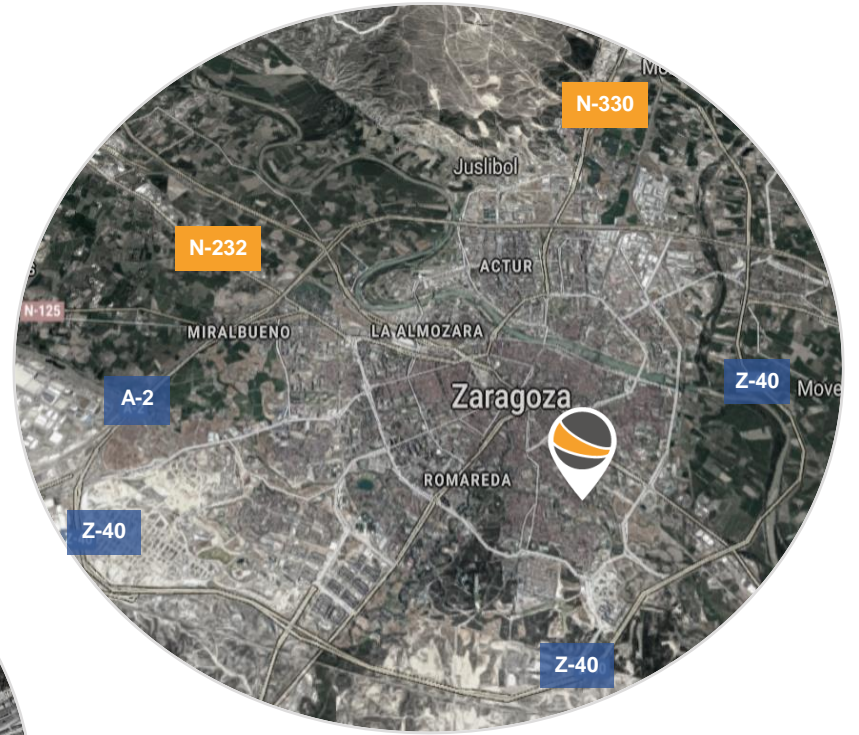 N-330
Juslibol
N-232
ACTUR
N-125
MIRALBUENO
LA ALMOZARA
Z-40
A-2
Zaragoza
ROMAREDA
Z-40
Z-40